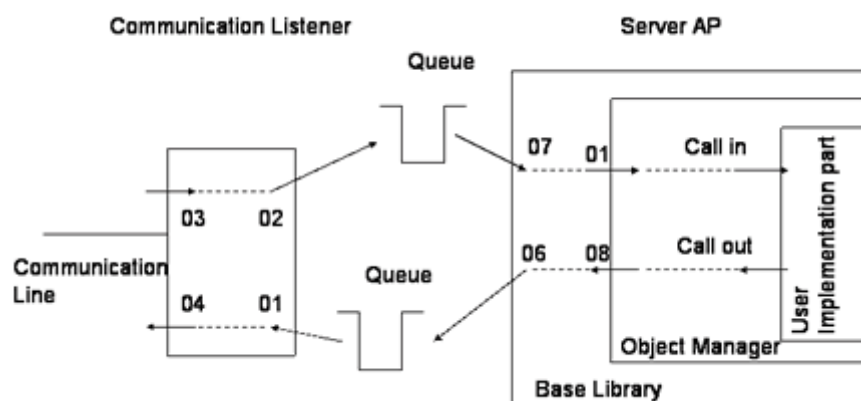 Communication Listener
Server AP
Queue
07
01
Call in
03
02
06
08
Call out
Communication
Line
Queue
04
01
User
Implementation part
Object Manager
Base Library